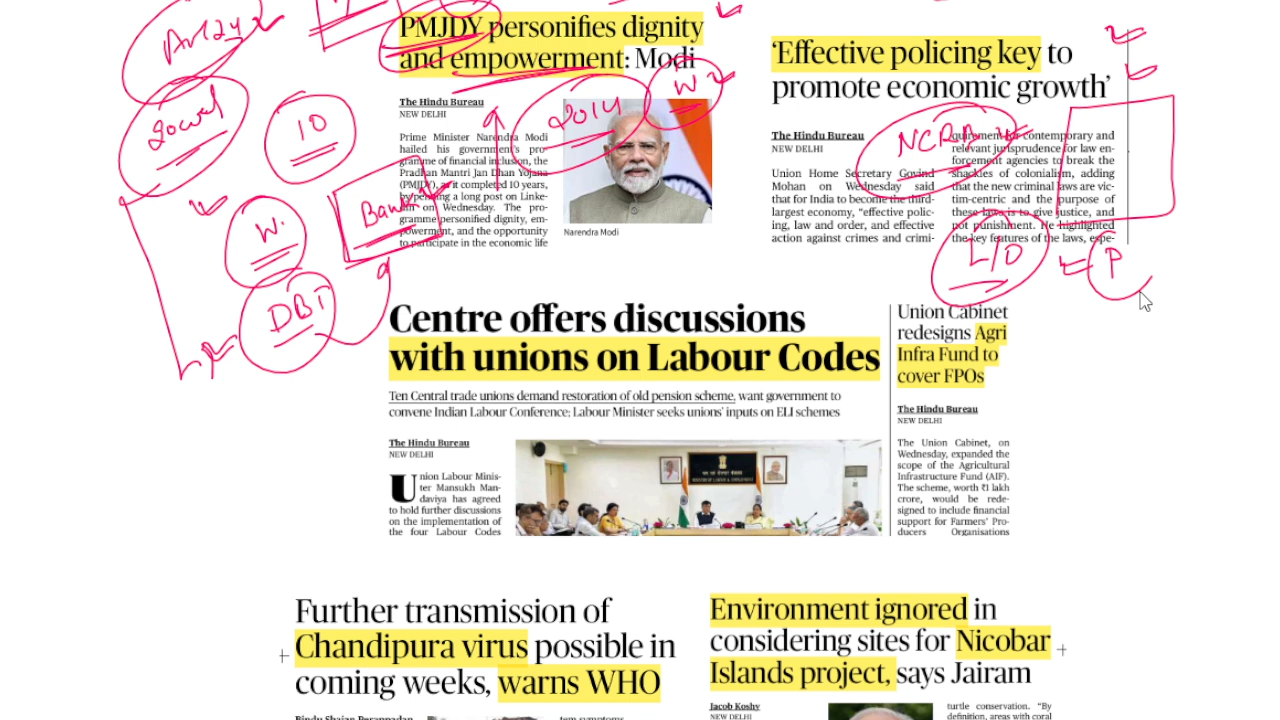 PMJDY personifies dignity
and empowerment: Modi
The Hindu Bureau
NEW DELHI
Prime Minister Narendra Modi
hailed his government's pro-
gramme of financial inclusion, the
Pradhan Mantri Jan Dhan Yojana
(PMJDY), as it completed 10 years,
by penning a long post on Linke-
dIn on Wednesday. The pro-
gramme personified dignity, em-
powerment, and the opportunity
to participate in the economic life
Narendra Modi
2014
W
10
W.
Bank
DBT
'Effective policing key to
promote economic growth'
The Hindu Bureau
NEW DELHI
Union Home Secretary Govind
Mohan on Wednesday said
that for India to become the third-
largest economy, "effective polic-
ing, law and order, and effective
action against crimes and crimi-
quirement for contemporary and
relevant jurisprudence for law en-
forcement agencies to break the
shackles of colonialism, adding
that the new criminal laws are vic-
tim-centric and the purpose of
these laws is to give justice, and
not punishment. He highlighted
the key features of the laws, espe-
NCRB
L/O
P
Centre offers discussions
with unions on Labour Codes
Ten Central trade unions demand restoration of old pension scheme, want government to
convene Indian Labour Conference; Labour Minister seeks unions' inputs on ELI schemes
The Hindu Bureau
NEW DELHI
Union Labour Minis-
ter Mansukh Man-
daviya has agreed
to hold further discussions
on the implementation of
the four Labour Codes
Union Cabinet
redesigns Agri
Infra Fund to
cover FPOs
The Hindu Bureau
NEW DELHI
The Union Cabinet, on
Wednesday, expanded the
scope of the Agricultural
Infrastructure Fund (AIF).
The scheme, worth ₹1 lakh
crore, would be rede-
signed to include financial
support for Farmers' Pro-
ducers Organisations
Further transmission of
Chandipura virus possible in
coming weeks, warns WHO
Bindu Shajan Perappadan
tem symptoms
Environment ignored in
considering sites for Nicobar
Islands project, says Jairam
Jacob Koshy
NEW DELHI
turtle conservation. "By
definition, areas with coral